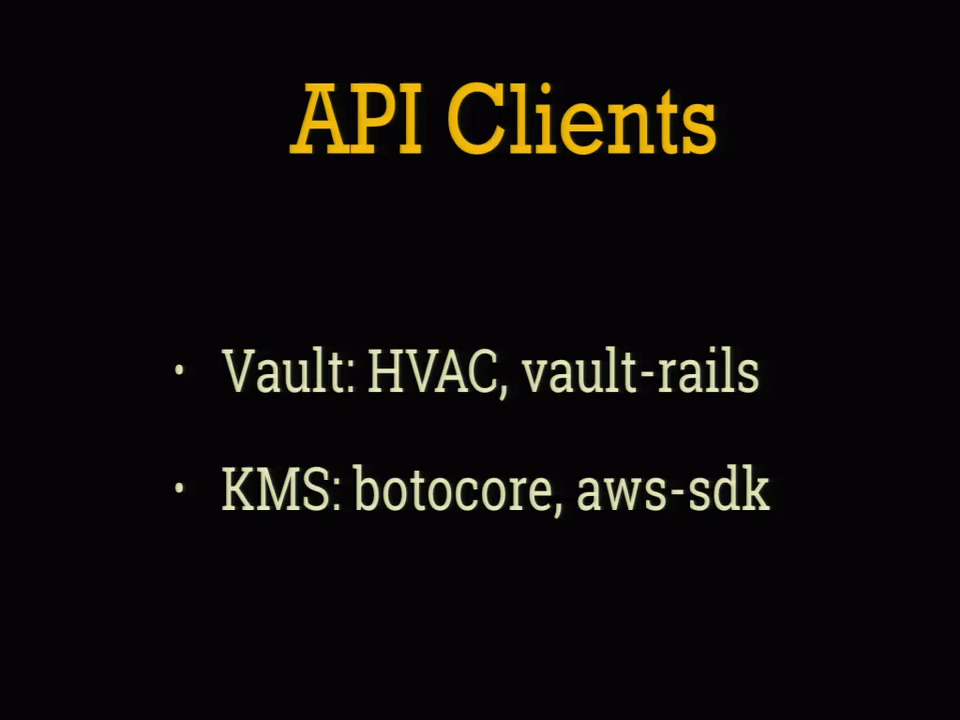 API Clients
• Vault: HVAC, vault-rails
• KMS: botocore, aws-sdk